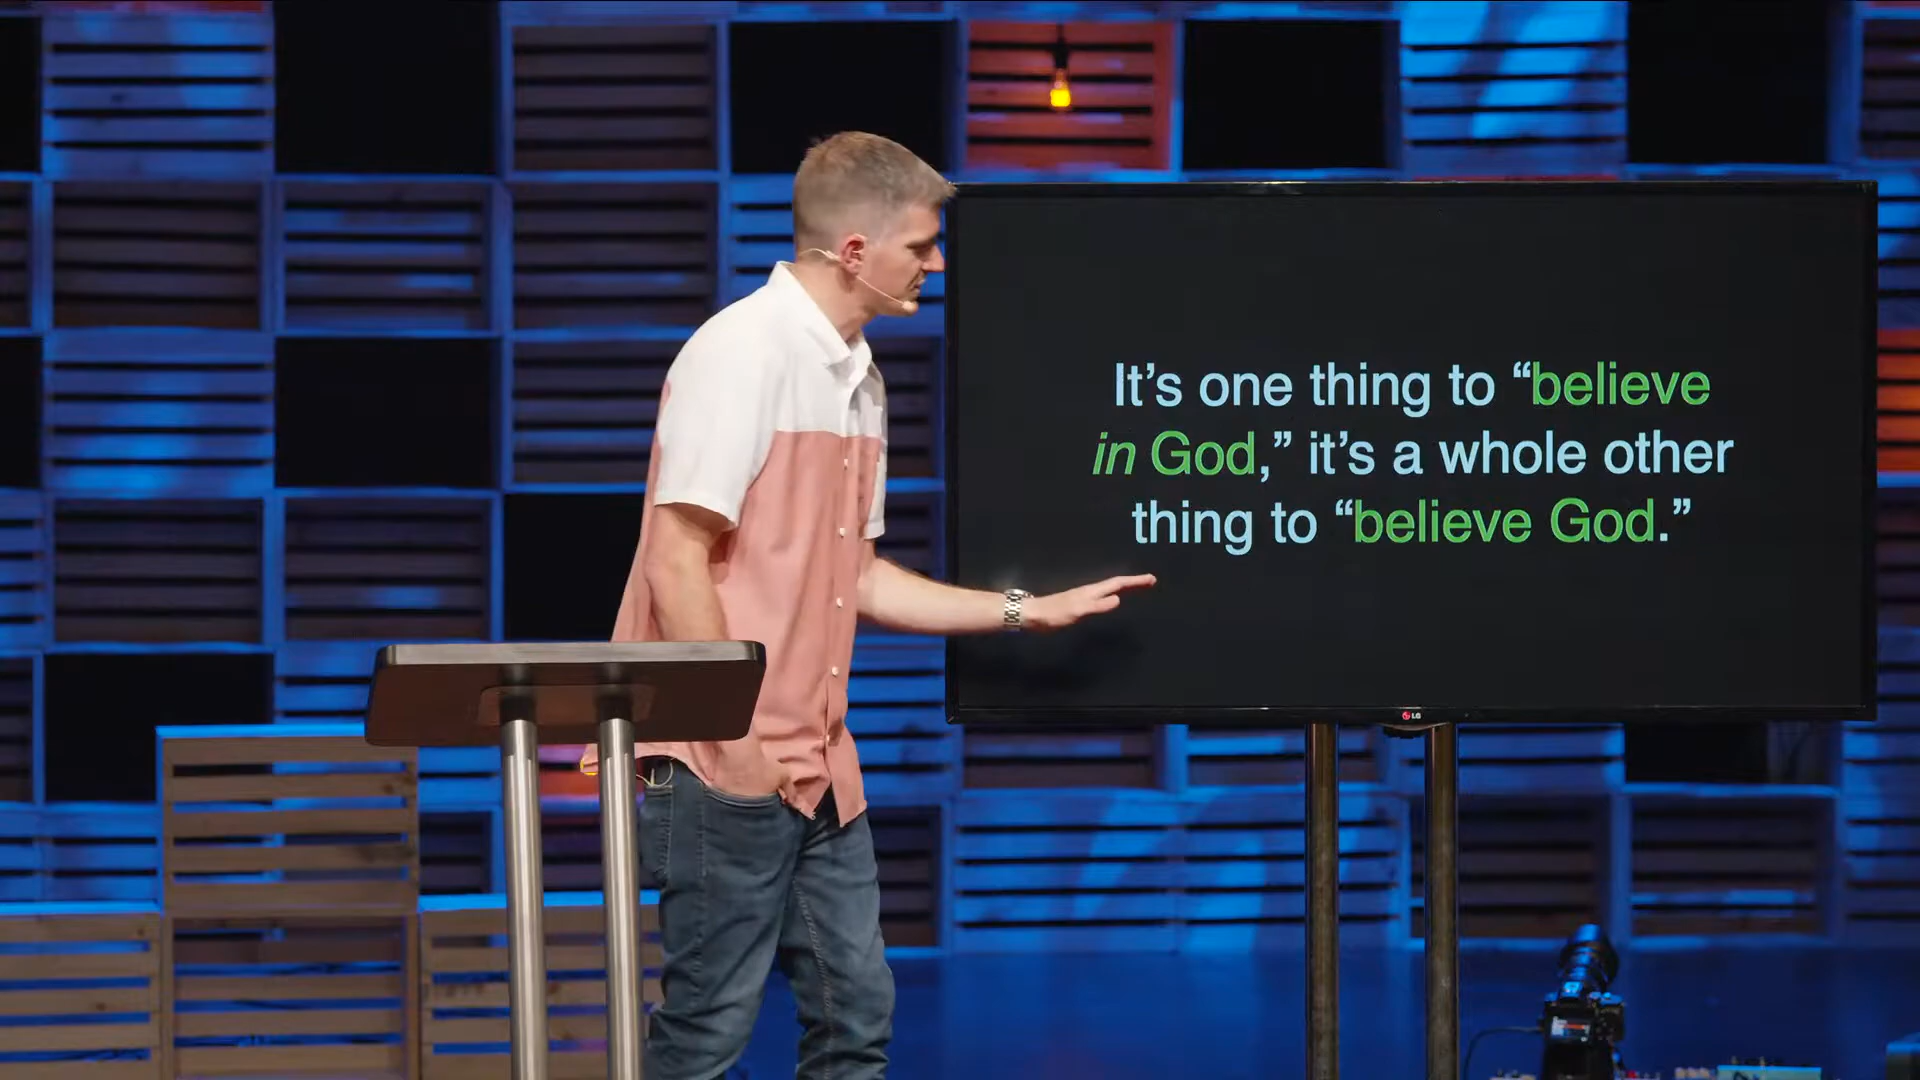 It’s one thing to “believe
in God,” it’s a whole other
thing to “believe God.”
LG